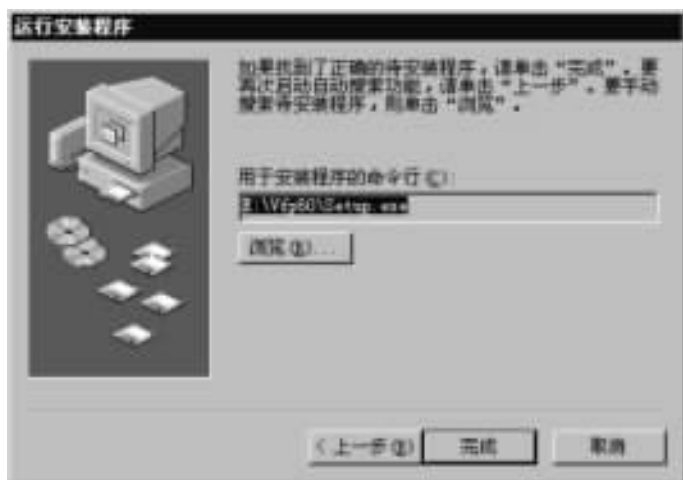 运行安装程序
如果找到了正确的待安装程序，请单击“完成”。要
再次启动自动搜索功能，请单击“上一步”。要手动
搜索待安装程序，则单击“浏览”。
用于安装程序的命令行(C):
E:\Vfp60\Setup.exe
浏览(R)...
<上一步(B)
完成
取消